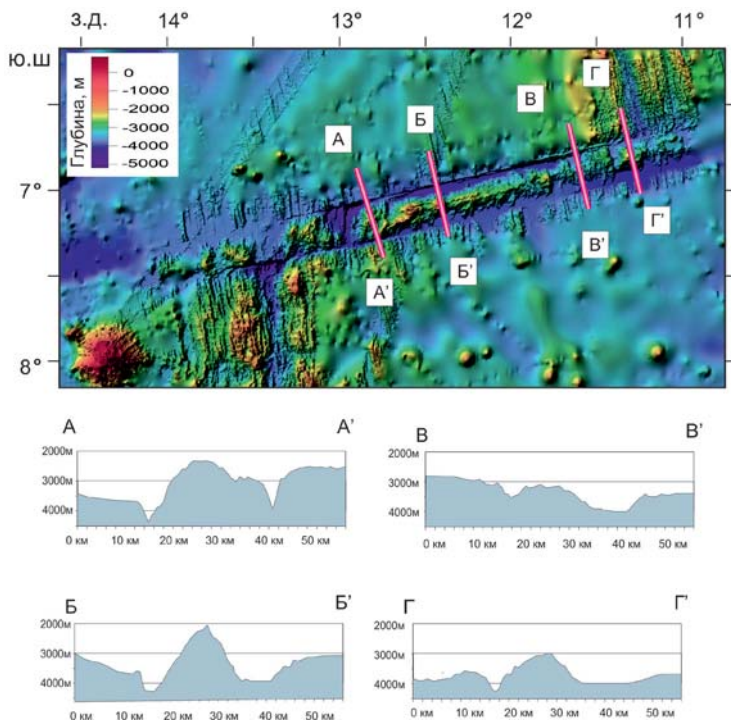 з.д. 14° 13° 12° 11°
Ю.Ш
7°
8°
Глубина, м
0
-1000
-2000
-3000
-4000
-5000
А Б В Г
А’ Б’ В’ Г’
А А’
2000м
3000м
4000м
0 км 10 км 20 км 30 км 40 км 50 км
В В’
2000м
3000м
4000м
0 км 10 км 20 км 30 км 40 км 50 км
Б Б’
2000м
3000м
4000м
0 км 10 км 20 км 30 км 40 км 50 км
Г Г’
2000м
3000м
4000м
0 км 10 км 20 км 30 км 40 км 50 км